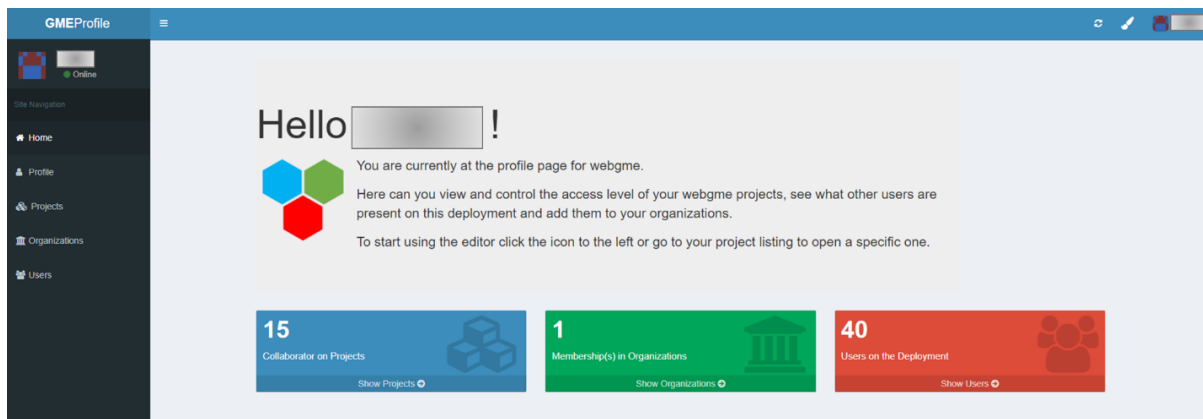 GMEProfile
Online
Site Navigation
Home
Profile
Projects
Organizations
Users
Hello !
You are currently at the profile page for webgme.
Here can you view and control the access level of your webgme projects, see what other users are
present on this deployment and add them to your organizations.
To start using the editor click the icon to the left or go to your project listing to open a specific one.
15
Collaborator on Projects
Show Projects
1
Membership(s) in Organizations
Show Organizations
40
Users on the Deployment
Show Users